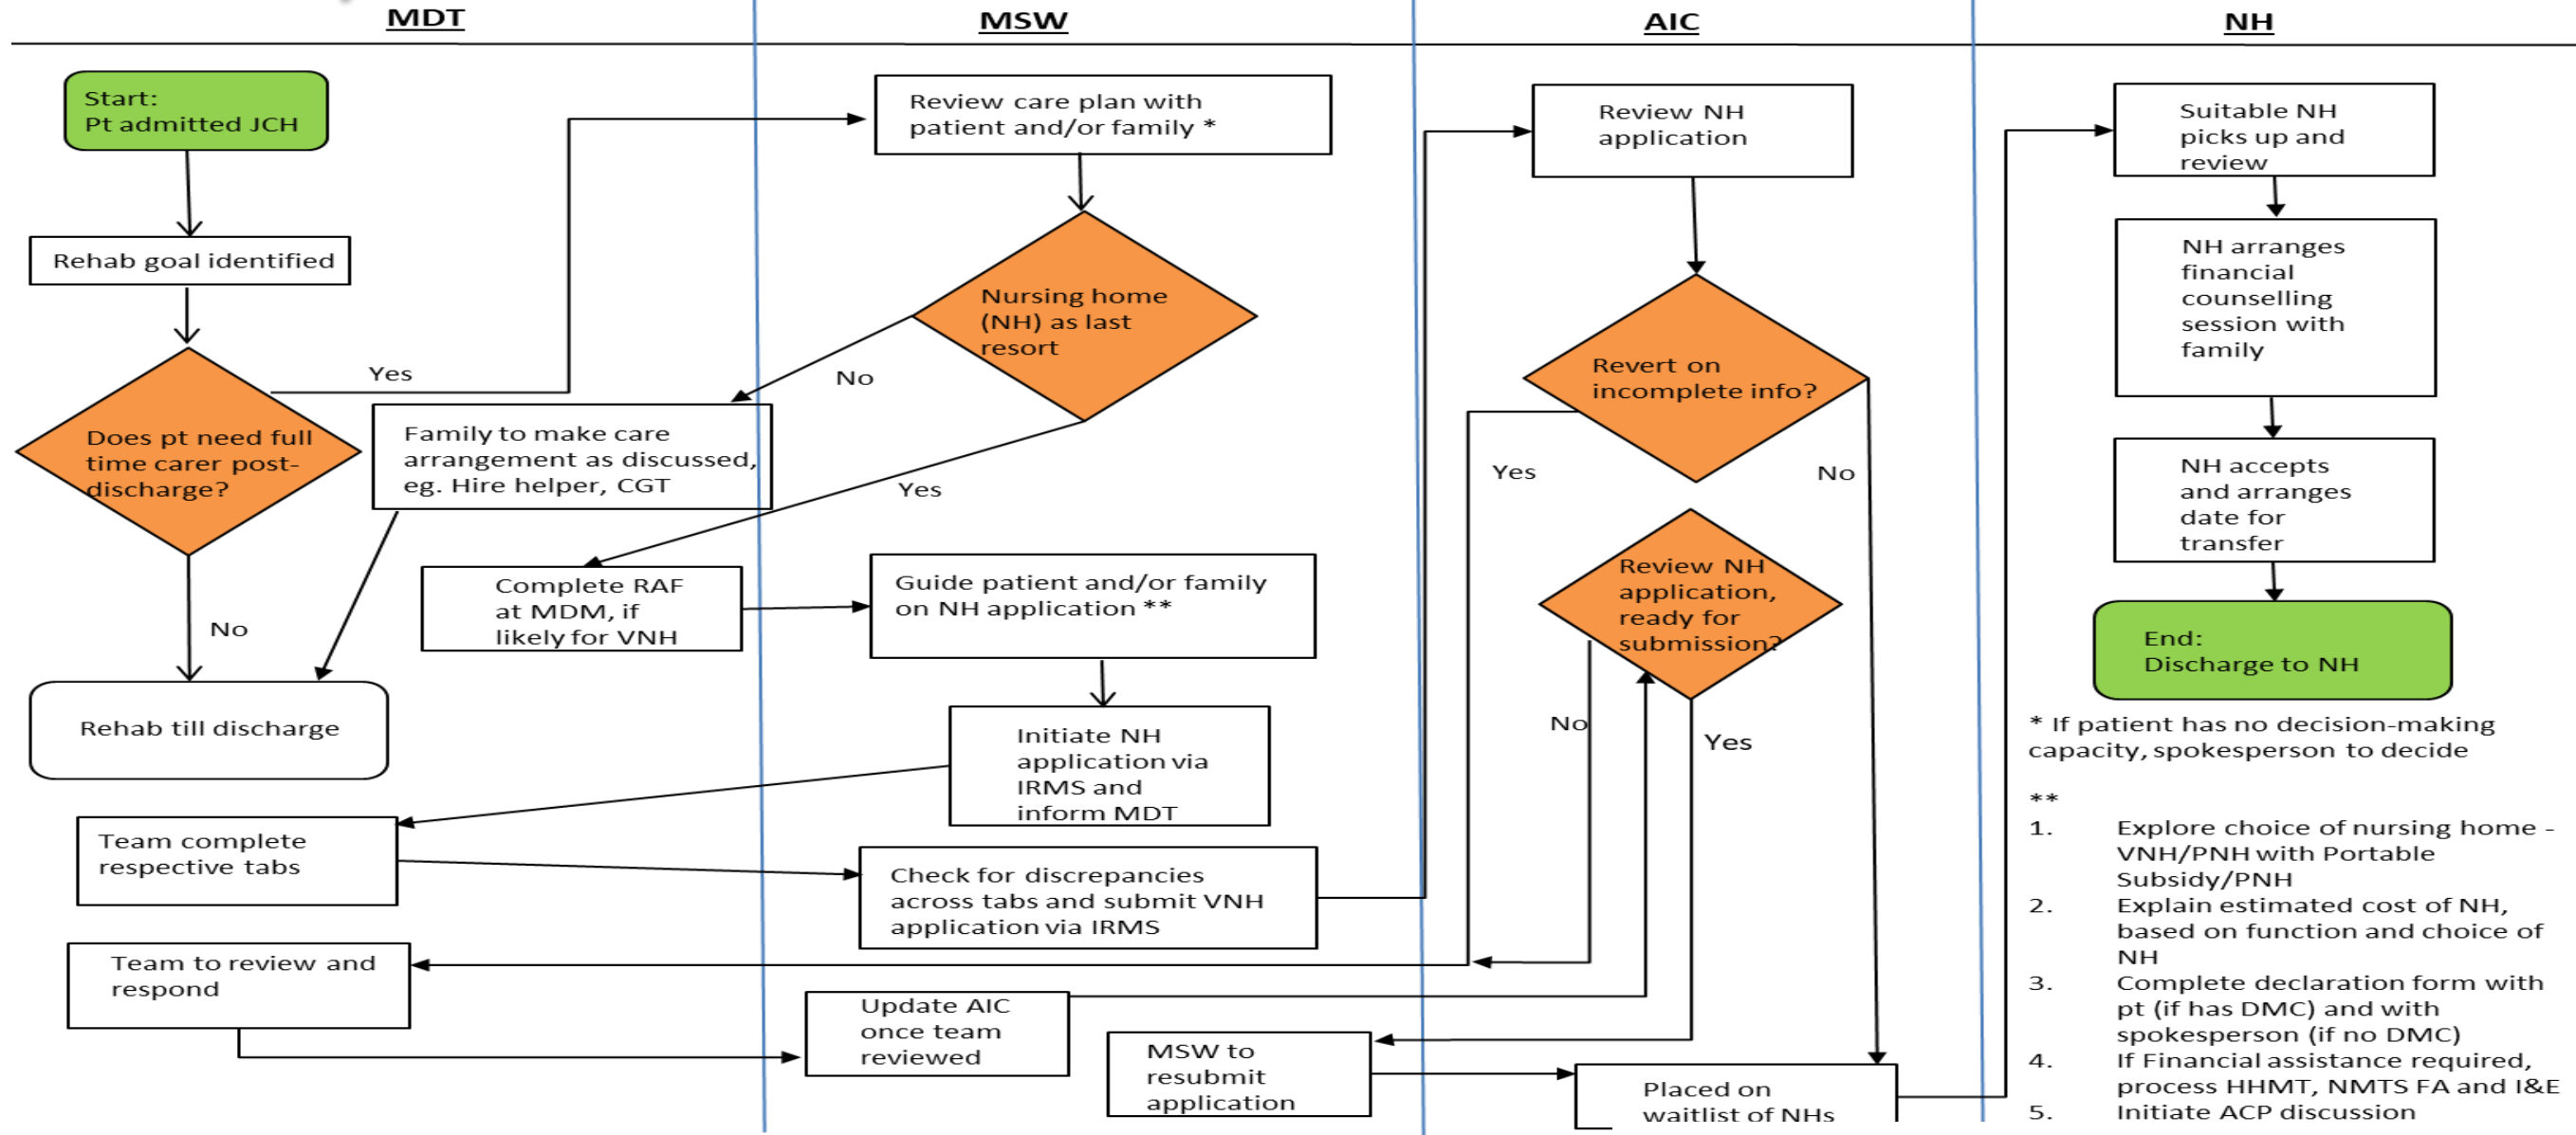 MDT
MSW
AIC
NH
Start:
Pt admitted JCH
Rehab goal identified
Does pt need full
time carer post-
discharge?
Yes
No
Family to make care
arrangement as discussed,
eg. Hire helper, CGT
Rehab till discharge
Complete RAF
at MDM, if
likely for VNH
Team complete
respective tabs
Team to review and
respond
Review care plan with
patient and/or family *
Nursing home
(NH) as last
resort
No
Yes
Guide patient and/or family
on NH application **
Initiate NH
application via
IRMS and
inform MDT
Check for discrepancies
across tabs and submit VNH
application via IRMS
Update AIC
once team
reviewed
MSW to
resubmit
application
Review NH
application
Revert on
incomplete info?
Yes
No
Review NH
application,
ready for
submission?
No
Yes
Placed on
waitlist of NHs
Suitable NH
picks up and
review
NH arranges
financial
counselling
session with
family
NH accepts
and arranges
date for
transfer
End:
Discharge to NH
* If patient has no decision-making
capacity, spokesperson to decide
**
1. Explore choice of nursing home -
VNH/PNH with Portable
Subsidy/PNH
2. Explain estimated cost of NH,
based on function and choice of
NH
3. Complete declaration form with
pt (if has DMC) and with
spokesperson (if no DMC)
4. If Financial assistance required,
process HHMT, NMTS FA and I&E
5. Initiate ACP discussion